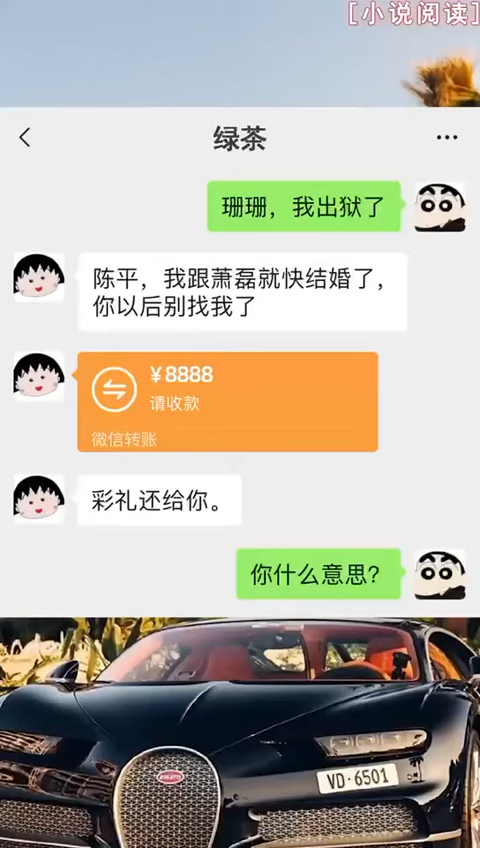 [小说阅读]
绿茶
珊珊，我出狱了
陈平，我跟萧磊就快结婚了，
你以后别找我了
¥8888
请收款
微信转账
彩礼还给你。
你什么意思？
BUGATTI
VD·6501